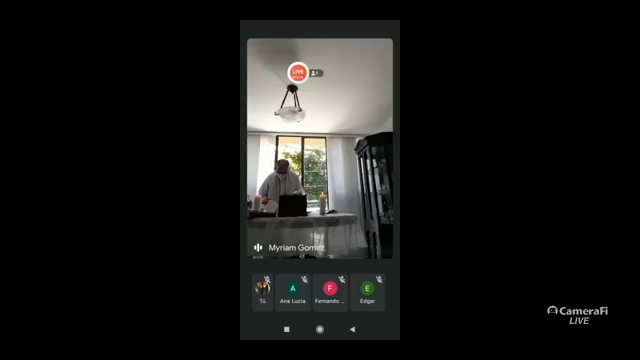 LIVE
Myriam Gomez
A
F
E
Tú
Ana Lucia
Fernando ..
Edgar
CameraFi
LIVE